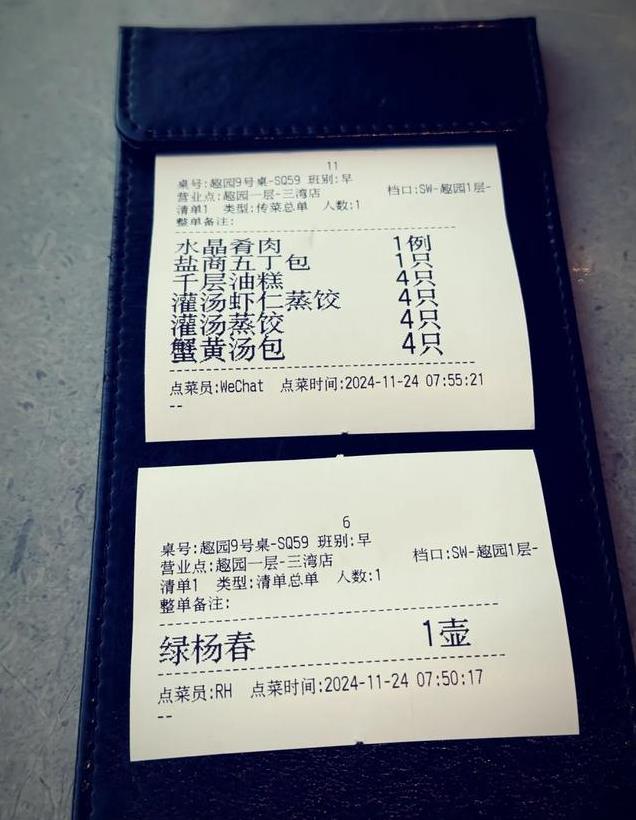 11
桌号:趣园9号桌-SQ59 班别:早
营业点:趣园一层-三湾店 档口:SW-趣园1层-
清单1 类型:传菜总单 人数:1
整单备注:
水晶肴肉 1例
盐商五丁包 1只
千层油糕 4只
灌汤虾仁蒸饺 4只
灌汤蒸饺 4只
蟹黄汤包 4只
点菜员:WeChat 点菜时间:2024-11-24 07:55:21
--
6
桌号:趣园9号桌-SQ59 班别:早
营业点:趣园一层-三湾店 档口:SW-趣园1层-
清单1 类型:清单总单 人数:1
整单备注:
绿杨春 1壶
点菜员:RH 点菜时间:2024-11-24 07:50:17
--